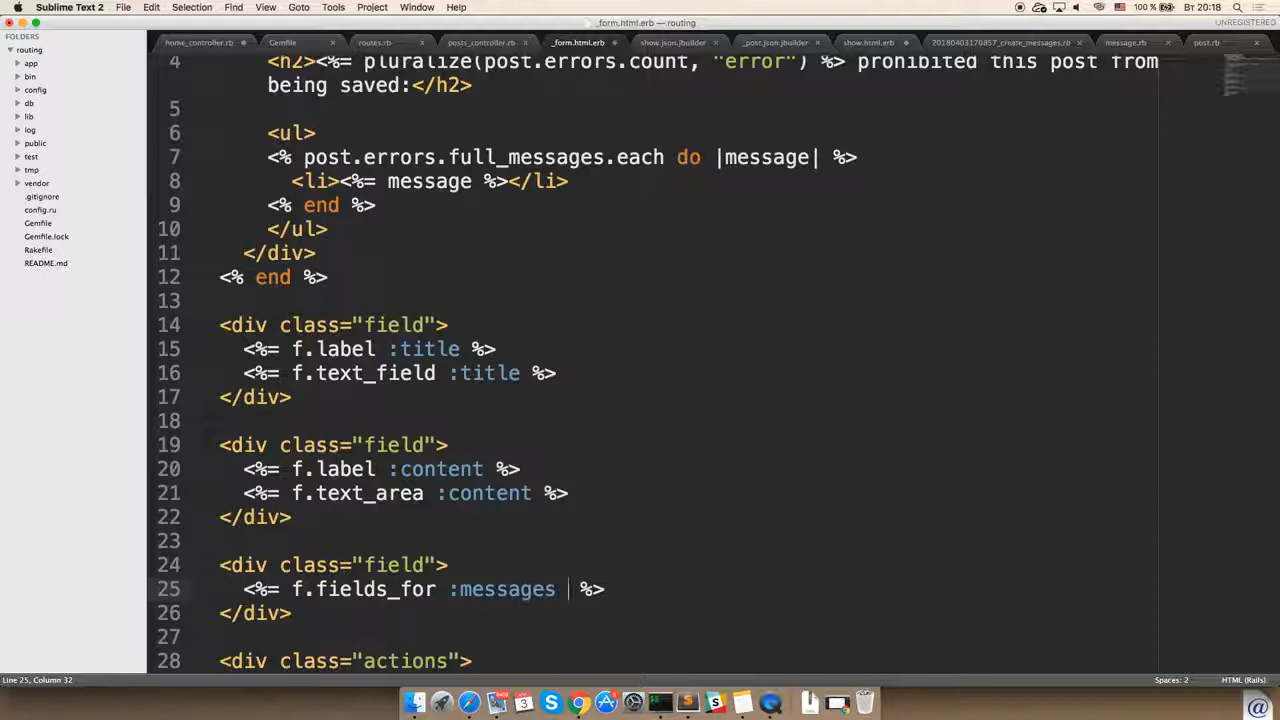 Sublime Text 2 File Edit Selection Find View Goto Tools Project Window Help 100 % Вт 20:18
_form.html.erb — routing UNREGISTERED
FOLDERS
routing
app
bin
config
db
lib
log
public
test
tmp
vendor
.gitignore
config.ru
Gemfile
Gemfile.lock
Rakefile
README.md
home_controller.rb Gemfile routes.rb posts_controller.rb _form.html.erb show.json.jbuilder _post.json.jbuilder show.html.erb 20180403170857_create_messages.rb message.rb post.rb
4 <h2><%= pluralize(post.errors.count, "error") %> prohibited this post from
being saved:</h2>
5
6 <ul>
7 <% post.errors.full_messages.each do |message| %>
8 <li><%= message %></li>
9 <% end %>
10 </ul>
11 </div>
12 <% end %>
13
14 <div class="field">
15 <%= f.label :title %>
16 <%= f.text_field :title %>
17 </div>
18
19 <div class="field">
20 <%= f.label :content %>
21 <%= f.text_area :content %>
22 </div>
23
24 <div class="field">
25 <%= f.fields_for :messages %>
26 </div>
27
28 <div class="actions">
Line 25, Column 32 Spaces: 2 HTML (Rails)